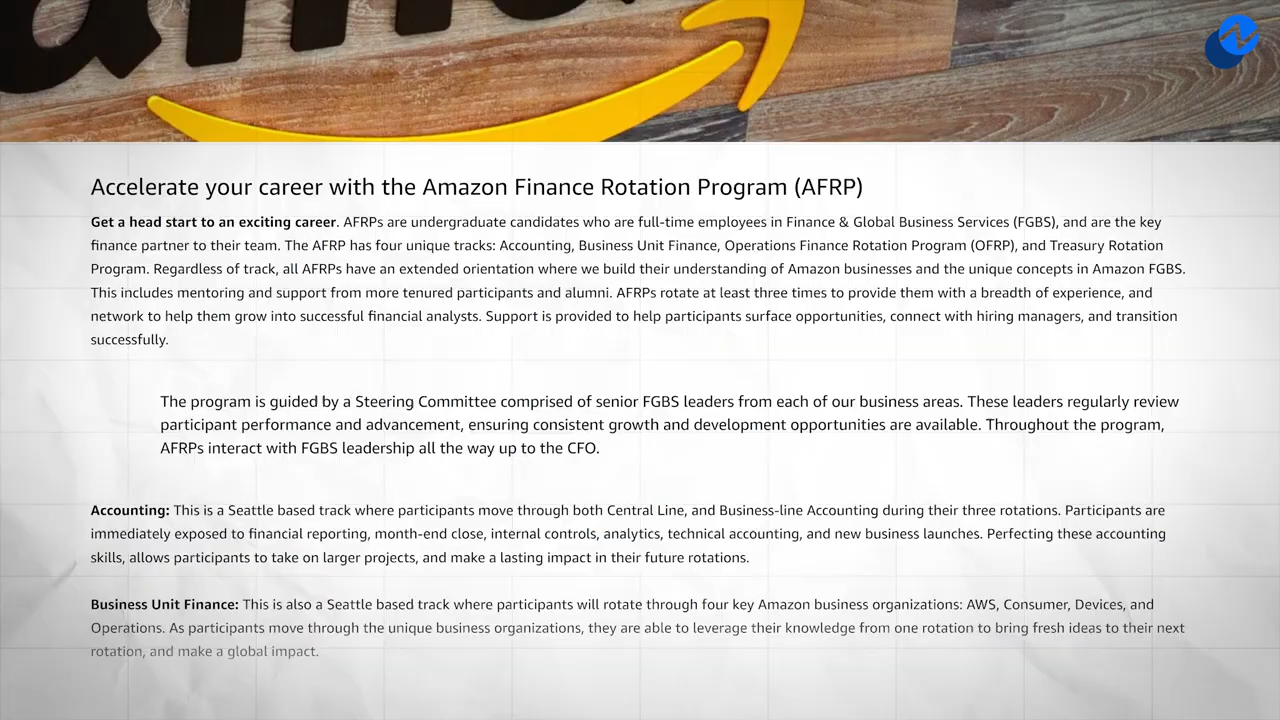 Accelerate your career with the Amazon Finance Rotation Program (AFRP)
Get a head start to an exciting career. AFRPs are undergraduate candidates who are full-time employees in Finance & Global Business Services (FGBS), and are the key
finance partner to their team. The AFRP has four unique tracks: Accounting, Business Unit Finance, Operations Finance Rotation Program (OFRP), and Treasury Rotation
Program. Regardless of track, all AFRPs have an extended orientation where we build their understanding of Amazon businesses and the unique concepts in Amazon FGBS.
This includes mentoring and support from more tenured participants and alumni. AFRPs rotate at least three times to provide them with a breadth of experience, and
network to help them grow into successful financial analysts. Support is provided to help participants surface opportunities, connect with hiring managers, and transition
successfully.
The program is guided by a Steering Committee comprised of senior FGBS leaders from each of our business areas. These leaders regularly review
participant performance and advancement, ensuring consistent growth and development opportunities are available. Throughout the program,
AFRPs interact with FGBS leadership all the way up to the CFO.
Accounting: This is a Seattle based track where participants move through both Central Line, and Business-line Accounting during their three rotations. Participants are
immediately exposed to financial reporting, month-end close, internal controls, analytics, technical accounting, and new business launches. Perfecting these accounting
skills, allows participants to take on larger projects, and make a lasting impact in their future rotations.
Business Unit Finance: This is also a Seattle based track where participants will rotate through four key Amazon business organizations: AWS, Consumer, Devices, and
Operations. As participants move through the unique business organizations, they are able to leverage their knowledge from one rotation to bring fresh ideas to their next
rotation, and make a global impact.